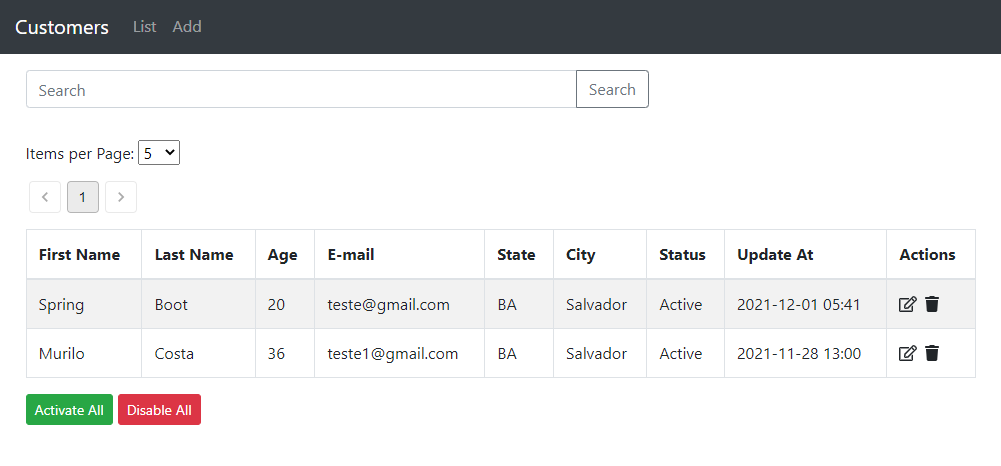 Customers List Add
Search Search
Items per Page: 5
1
First Name Last Name Age E-mail State City Status Update At Actions
Spring Boot 20 teste@gmail.com BA Salvador Active 2021-12-01 05:41
Murilo Costa 36 teste1@gmail.com BA Salvador Active 2021-11-28 13:00
Activate All Disable All